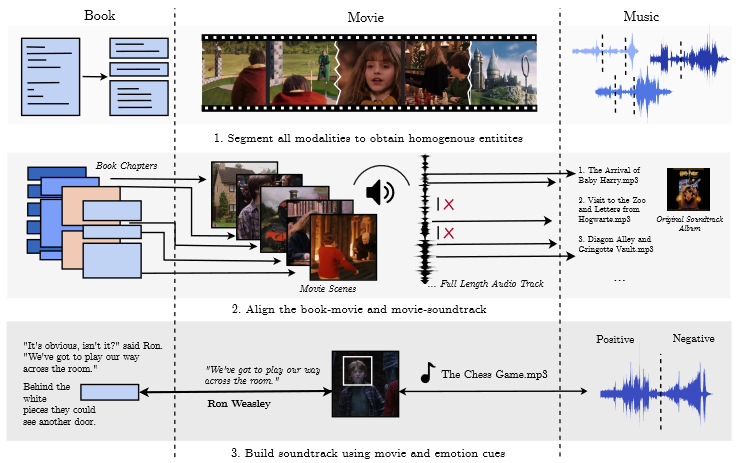 Book
Movie
Music
1. Segment all modalities to obtain homogenous entitites
Book Chapters
Movie Scenes
... Full Length Audio Track
1. The Arrival of
Baby Harry.mp3
2. Visit to the Zoo
and Letters from
Hogwarts.mp3
3. Diagon Alley and
Gringotts Vault.mp3
...
Original Soundtrack
Album
2. Align the book-movie and movie-soundtrack
"It's obvious, isn't it?" said Ron.
"We've got to play our way
across the room."
Behind the
white
pieces they could
see another door.
"We've got to play our way
across the room."
Ron Weasley
The Chess Game.mp3
Positive
Negative
3. Build soundtrack using movie and emotion cues